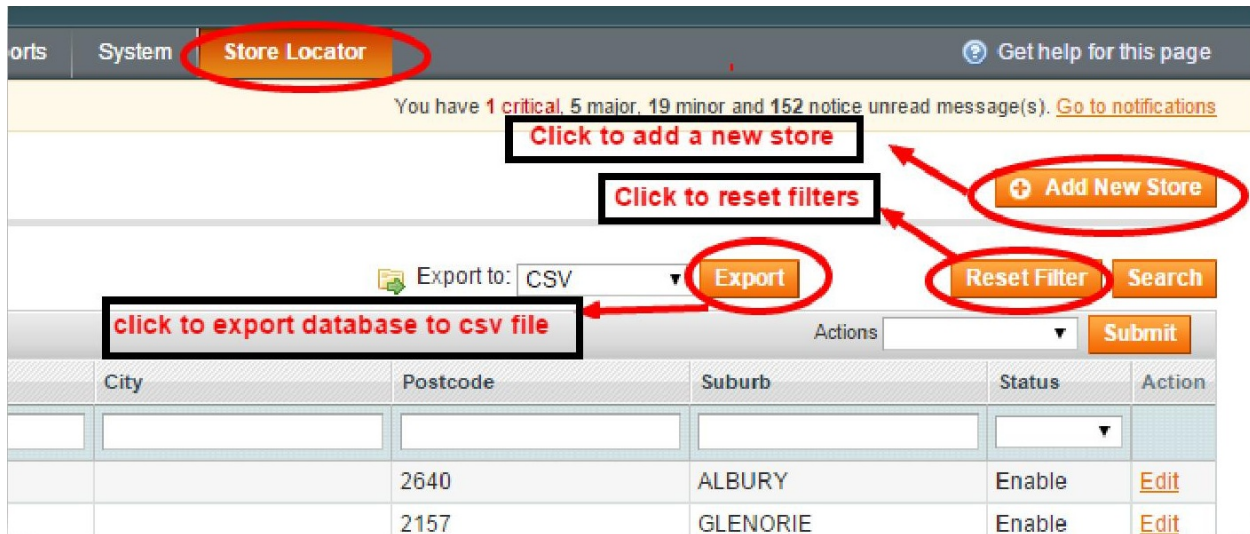 orts System Store Locator Get help for this page
You have 1 critical, 5 major, 19 minor and 152 notice unread message(s). Go to notifications
Click to add a new store
Add New Store
Click to reset filters
Export to: CSV Export Reset Filter Search
click to export database to csv file
Actions Submit
City Postcode Suburb Status Action
2640 ALBURY Enable Edit
2157 GLENORIE Enable Edit